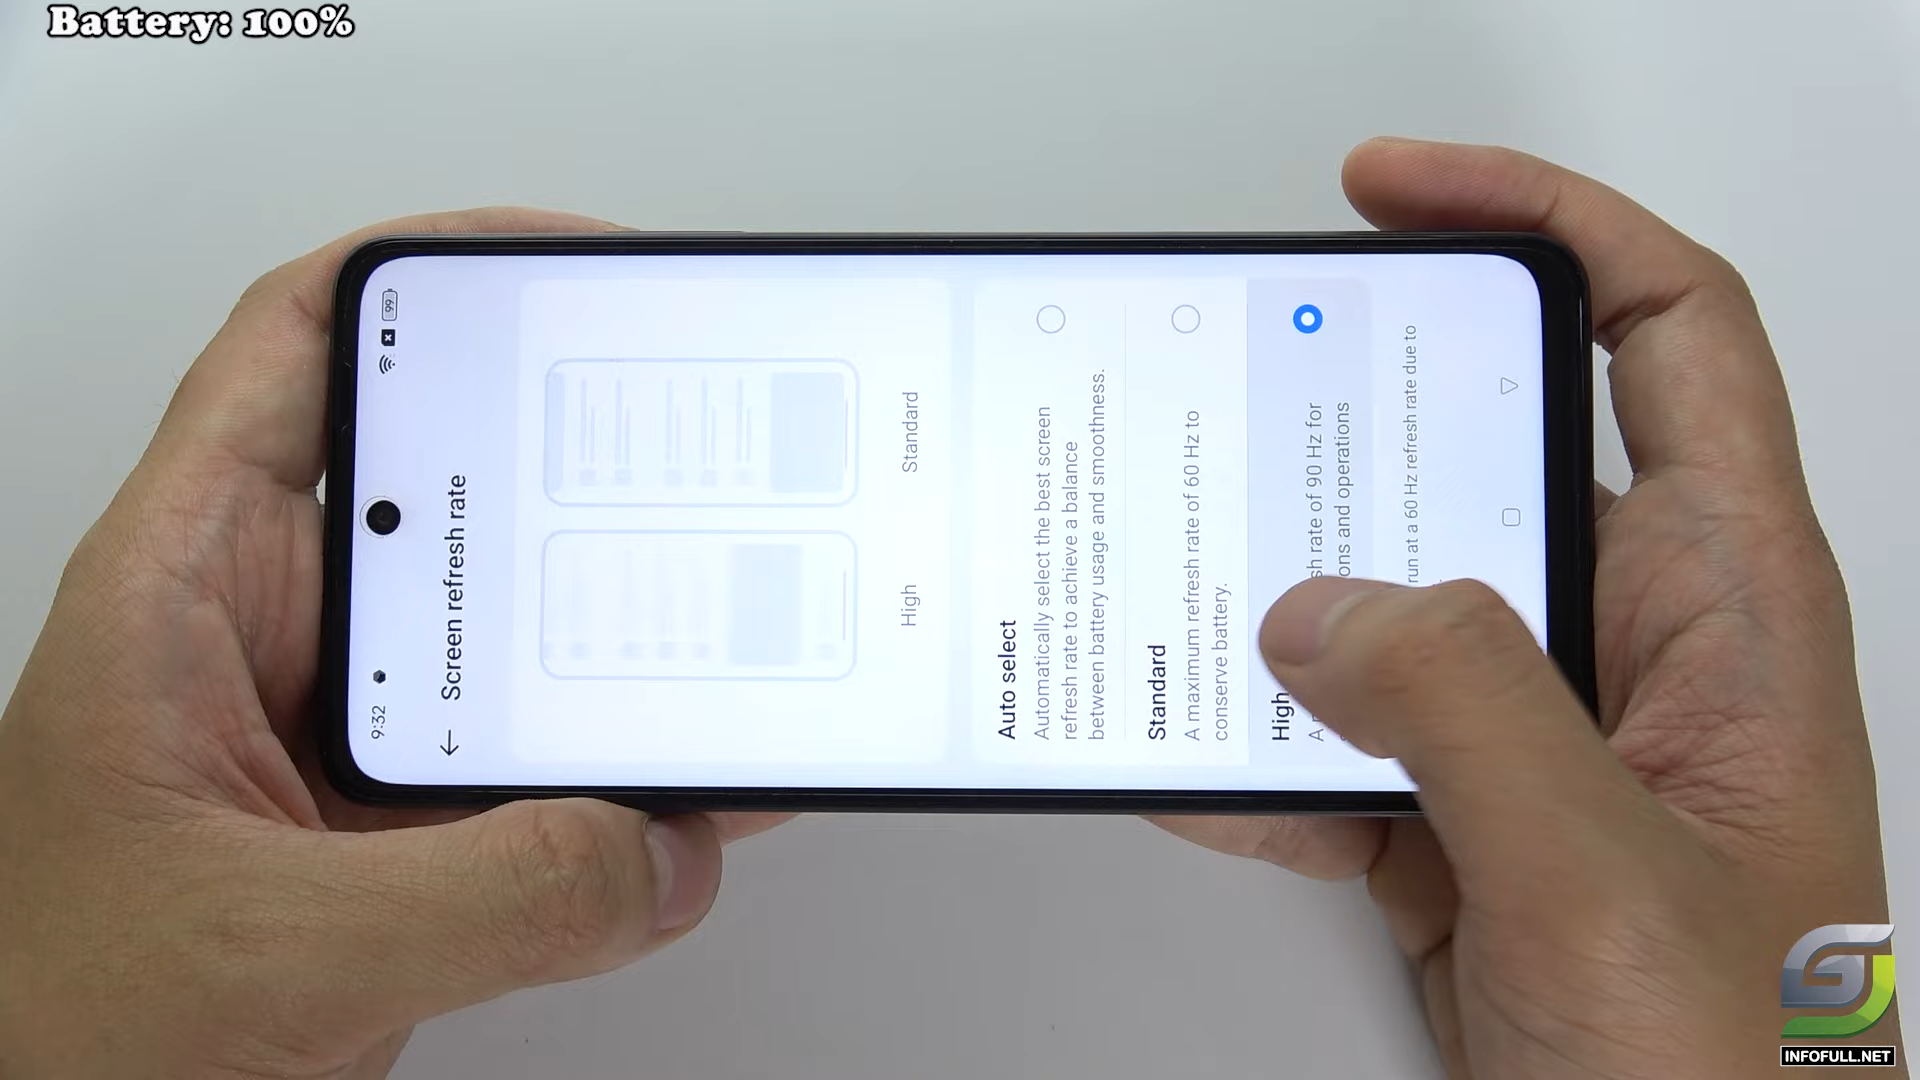 Battery: 100%
9:32
99
Screen refresh rate
High
Standard
Auto select
Automatically select the best screen
refresh rate to achieve a balance
between battery usage and smoothness.
Standard
A maximum refresh rate of 60 Hz to
conserve battery.
High
rate of 90 Hz for
and operations
run at a 60 Hz refresh rate due to
INFOFULL.NET